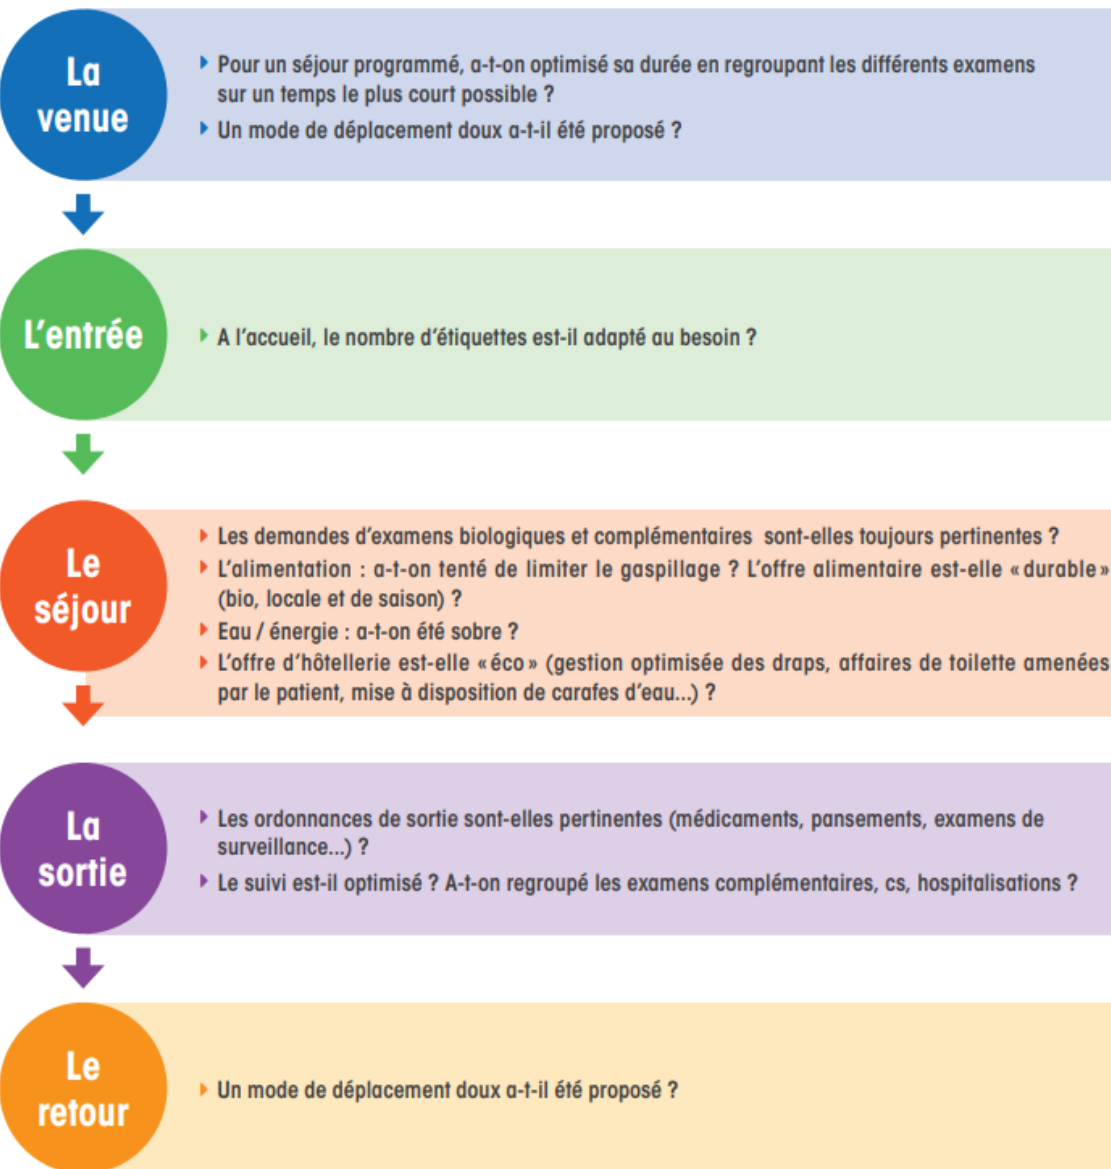 La
venue
Pour un séjour programmé, a-t-on optimisé sa durée en regroupant les différents examens
sur un temps le plus court possible ?
Un mode de déplacement doux a-t-il été proposé ?
L'entrée
A l'accueil, le nombre d'étiquettes est-il adapté au besoin ?
Le
séjour
Les demandes d'examens biologiques et complémentaires sont-elles toujours pertinentes ?
L'alimentation : a-t-on tenté de limiter le gaspillage ? L'offre alimentaire est-elle «durable»
(bio, locale et de saison) ?
Eau / énergie : a-t-on été sobre ?
L'offre d'hôtellerie est-elle «éco» (gestion optimisée des draps, affaires de toilette amenées
par le patient, mise à disposition de carafes d'eau...) ?
La
sortie
Les ordonnances de sortie sont-elles pertinentes (médicaments, pansements, examens de
surveillance...) ?
Le suivi est-il optimisé ? A-t-on regroupé les examens complémentaires, cs, hospitalisations ?
Le
retour
Un mode de déplacement doux a-t-il été proposé ?